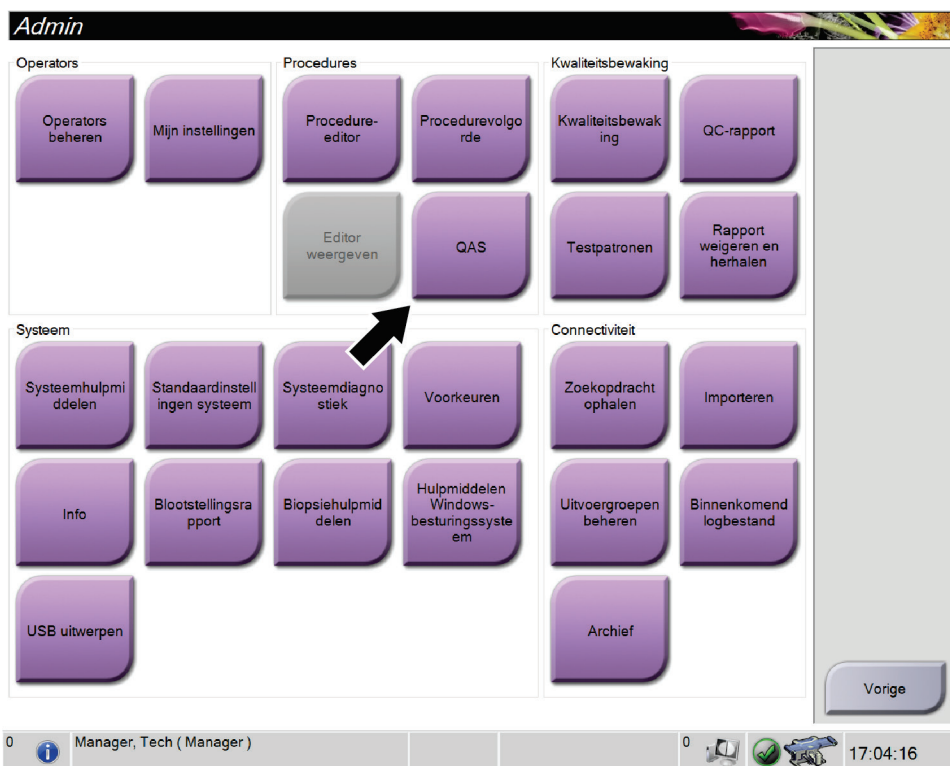 Admin
Operators
Operators
beheren
Mijn instellingen
Procedures
Procedure-
editor
Procedurevolgo
rde
Editor
weergeven
QAS
Kwaliteitsbewaking
Kwaliteitsbewak
ing
QC-rapport
Testpatronen
Rapport
weigeren en
herhalen
Systeem
Systeemhulpmi
ddelen
Standaardinstell
ingen systeem
Systeemdiagno
stiek
Voorkeuren
Info
Blootstellingsra
pport
Biopsiehulpmid
delen
Hulpmiddelen
Windows-
besturingssyste
em
USB uitwerpen
Connectiviteit
Zoekopdracht
ophalen
Importeren
Uitvoergroepen
beheren
Binnenkomend
logbestand
Archief
Vorige
0
Manager, Tech ( Manager )
0
17:04:16